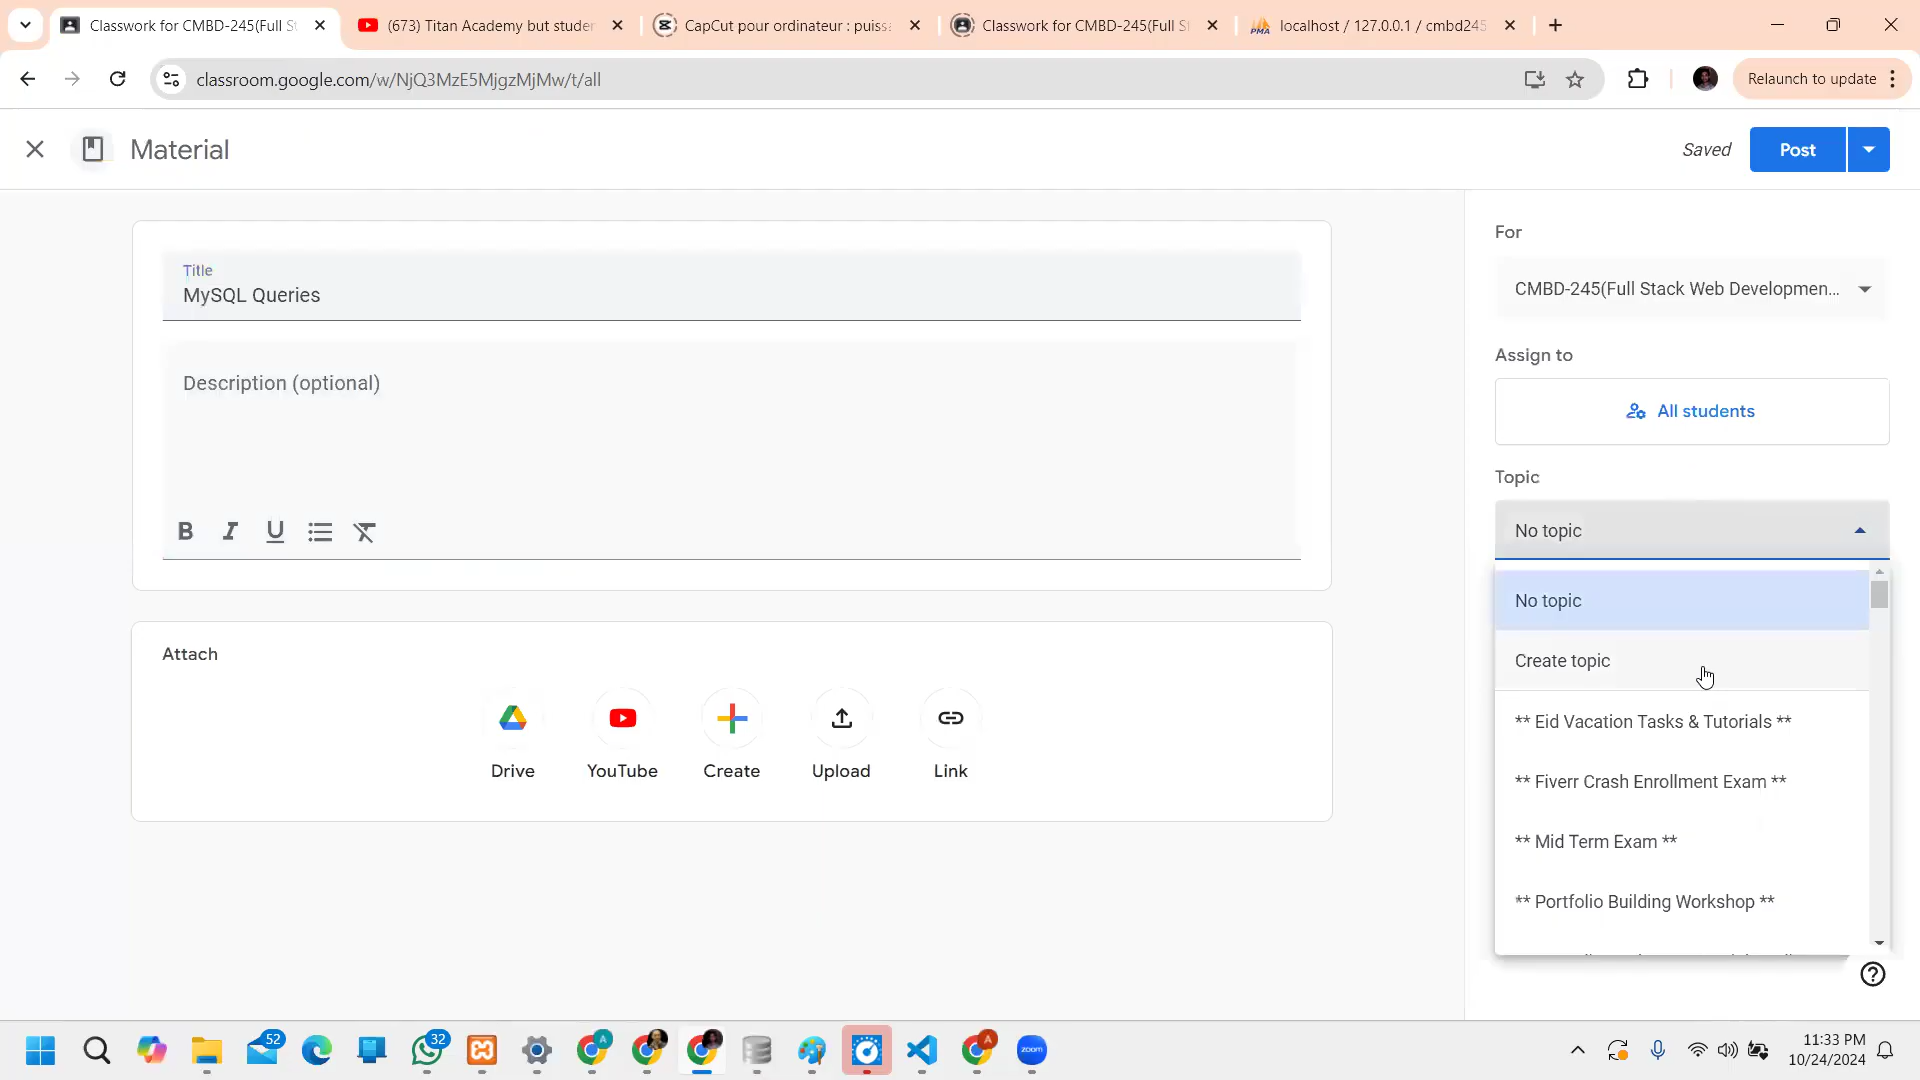 Classwork for CMBD-245(Full St
(673) Titan Academy but studen
CapCut pour ordinateur : puiss
Classwork for CMBD-245(Full St
localhost / 127.0.0.1 / cmbd245
classroom.google.com/w/NjQ3MzE5MjgzMjMw/t/all
Relaunch to update
Material
Saved
Post
Title
MySQL Queries
Description (optional)
B I U
Attach
Drive
YouTube
Create
Upload
Link
For
CMBD-245(Full Stack Web Developmen...
Assign to
All students
Topic
No topic
No topic
Create topic
** Eid Vacation Tasks & Tutorials **
** Fiverr Crash Enrollment Exam **
** Mid Term Exam **
** Portfolio Building Workshop **
52
32
A
A
zoom
11:33 PM
10/24/2024